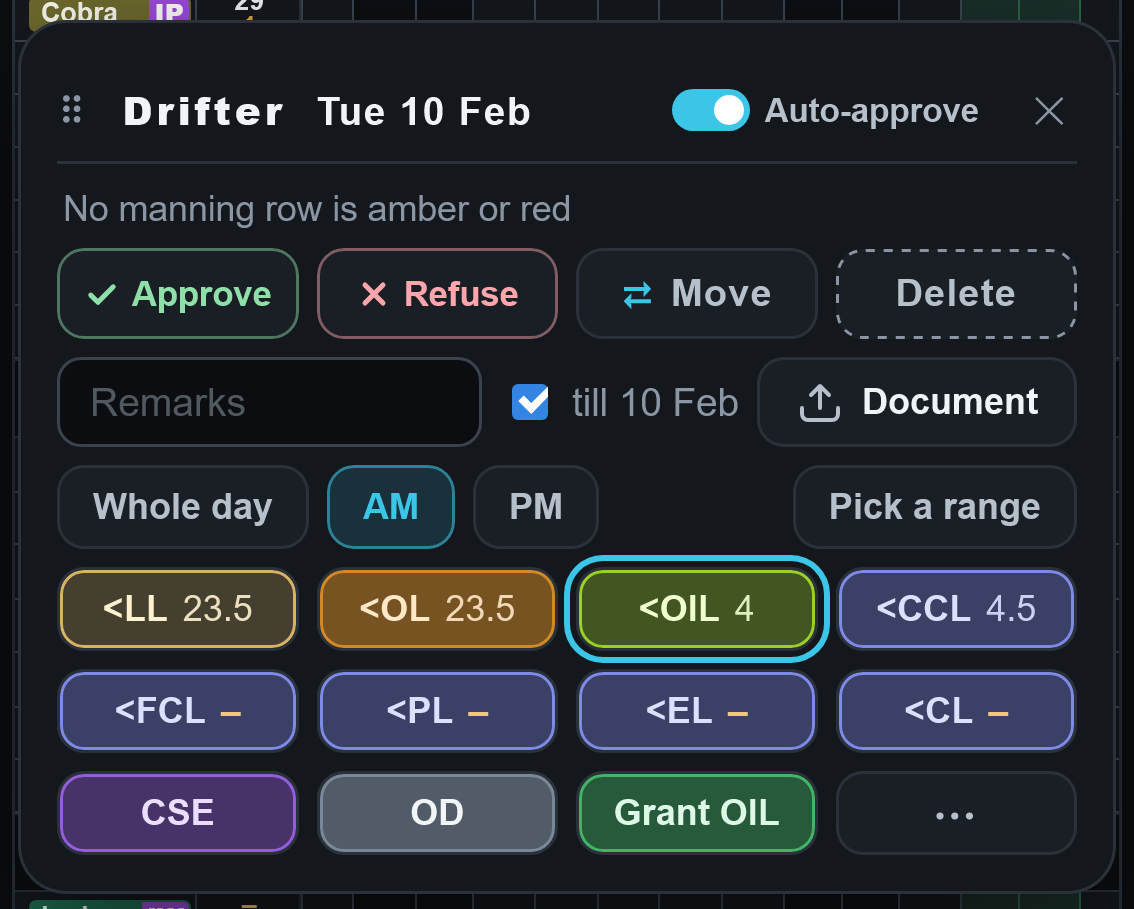 Cobra IP 29
Drifter Tue 10 Feb Auto-approve
No manning row is amber or red
Approve Refuse Move Delete
Remarks till 10 Feb Document
Whole day AM PM Pick a range
<LL 23.5 <OL 23.5 <OIL 4 <CCL 4.5
<FCL – <PL – <EL – <CL –
CSE OD Grant OIL ...